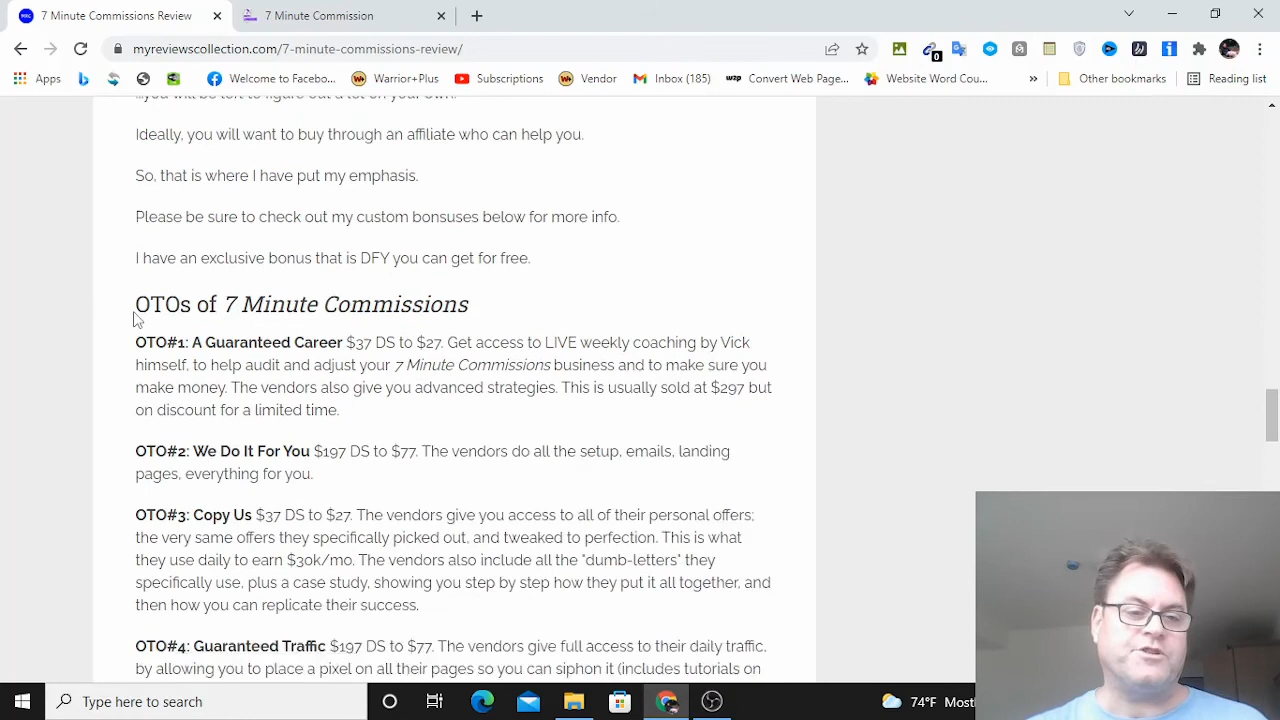 7 Minute Commissions Review
7 Minute Commission
myreviewscollection.com/7-minute-commissions-review/
0
Apps
Welcome to Facebo...
Warrior+Plus
Subscriptions
Vendor
Inbox (185)
Convert Web Page...
Website Word Cou...
»
Other bookmarks
Reading list
...you will be left to figure out a lot on your own.
Ideally, you will want to buy through an affiliate who can help you.
So, that is where I have put my emphasis.
Please be sure to check out my custom bonsuses below for more info.
I have an exclusive bonus that is DFY you can get for free.
OTOs of 7 Minute Commissions
OTO#1: A Guaranteed Career $37 DS to $27. Get access to LIVE weekly coaching by Vick
himself, to help audit and adjust your 7 Minute Commissions business and to make sure you
make money. The vendors also give you advanced strategies. This is usually sold at $297 but
on discount for a limited time.
OTO#2: We Do It For You $197 DS to $77. The vendors do all the setup, emails, landing
pages, everything for you.
OTO#3: Copy Us $37 DS to $27. The vendors give you access to all of their personal offers;
the very same offers they specifically picked out, and tweaked to perfection. This is what
they use daily to earn $30k/mo. The vendors also include all the "dumb-letters" they
specifically use, plus a case study, showing you step by step how they put it all together, and
then how you can replicate their success.
OTO#4: Guaranteed Traffic $197 DS to $77. The vendors give full access to their daily traffic,
by allowing you to place a pixel on all their pages so you can siphon it (includes tutorials on
Type here to search
74°F Mostl